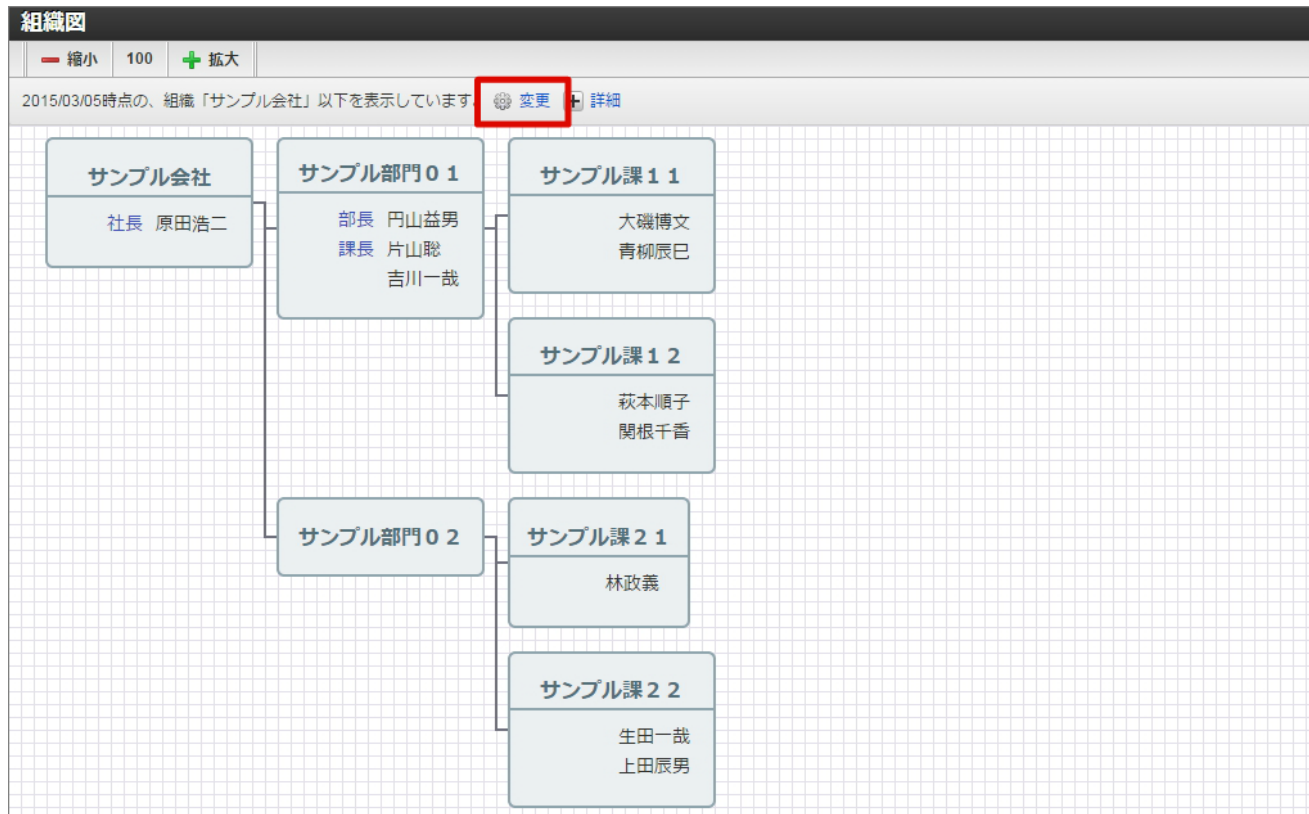 組織図
縮小 100 拡大
2015/03/05時点の、組織「サンプル会社」以下を表示しています。 変更 詳細
サンプル会社
社長 原田浩二
サンプル部門０１
部長 円山益男
課長 片山聡
吉川一哉
サンプル課１１
大磯博文
青柳辰巳
サンプル課１２
萩本順子
関根千香
サンプル部門０２
サンプル課２１
林政義
サンプル課２２
生田一哉
上田辰男